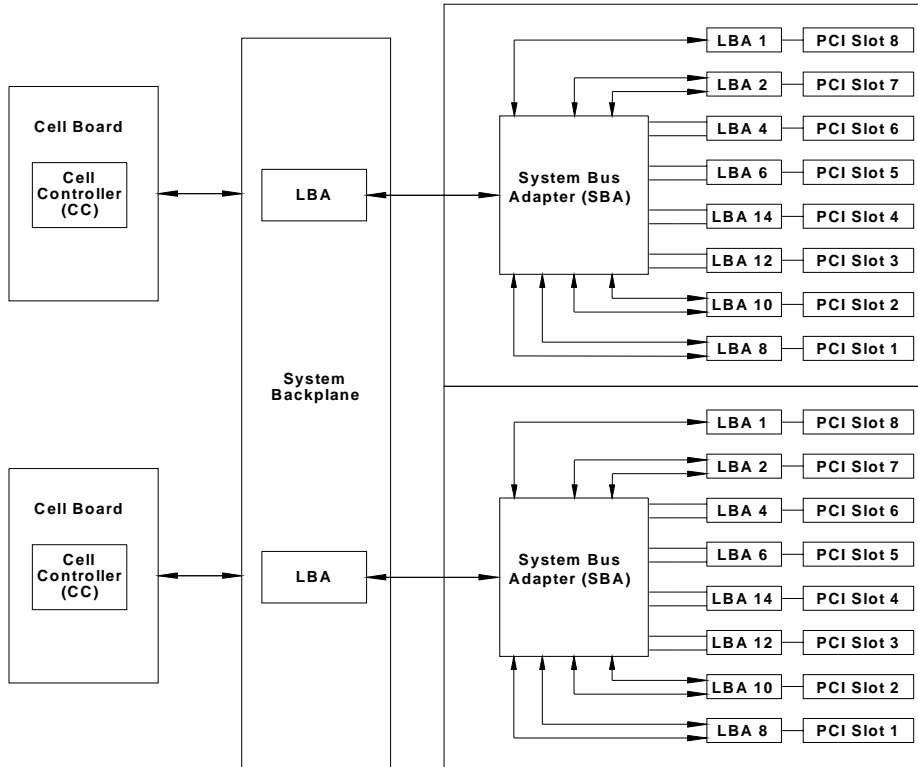 Cell Board
Cell
Controller
(CC)
Cell Board
Cell
Controller
(CC)
LBA
System
Backplane
LBA
System Bus
Adapter (SBA)
LBA 1 PCI Slot 8
LBA 2 PCI Slot 7
LBA 4 PCI Slot 6
LBA 6 PCI Slot 5
LBA 14 PCI Slot 4
LBA 12 PCI Slot 3
LBA 10 PCI Slot 2
LBA 8 PCI Slot 1
System Bus
Adapter (SBA)
LBA 1 PCI Slot 8
LBA 2 PCI Slot 7
LBA 4 PCI Slot 6
LBA 6 PCI Slot 5
LBA 14 PCI Slot 4
LBA 12 PCI Slot 3
LBA 10 PCI Slot 2
LBA 8 PCI Slot 1